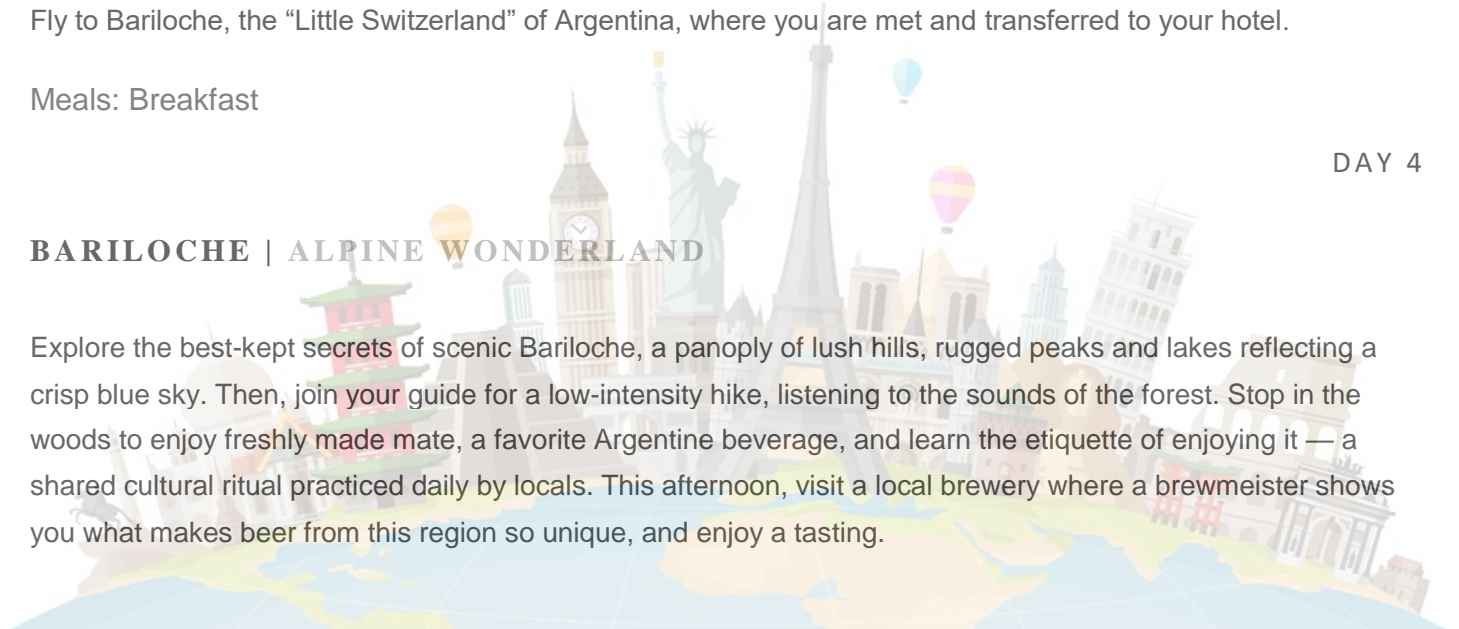 Fly to Bariloche, the “Little Switzerland” of Argentina, where you are met and transferred to your hotel.
Meals: Breakfast
DAY 4
BARILOCHE | ALPINE WONDERLAND
Explore the best-kept secrets of scenic Bariloche, a panoply of lush hills, rugged peaks and lakes reflecting a
crisp blue sky. Then, join your guide for a low-intensity hike, listening to the sounds of the forest. Stop in the
woods to enjoy freshly made mate, a favorite Argentine beverage, and learn the etiquette of enjoying it — a
shared cultural ritual practiced daily by locals. This afternoon, visit a local brewery where a brewmeister shows
you what makes beer from this region so unique, and enjoy a tasting.